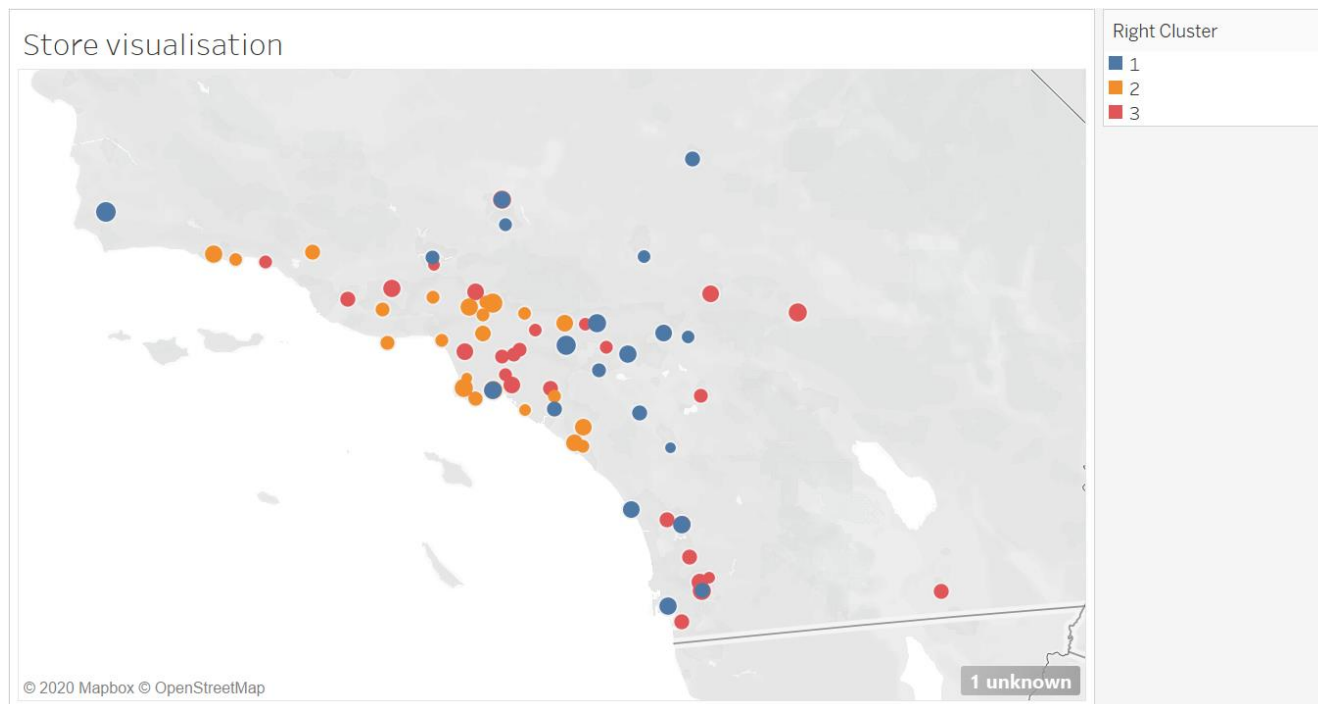 Store visualisation
Right Cluster
1
2
3
© 2020 Mapbox © OpenStreetMap
1 unknown